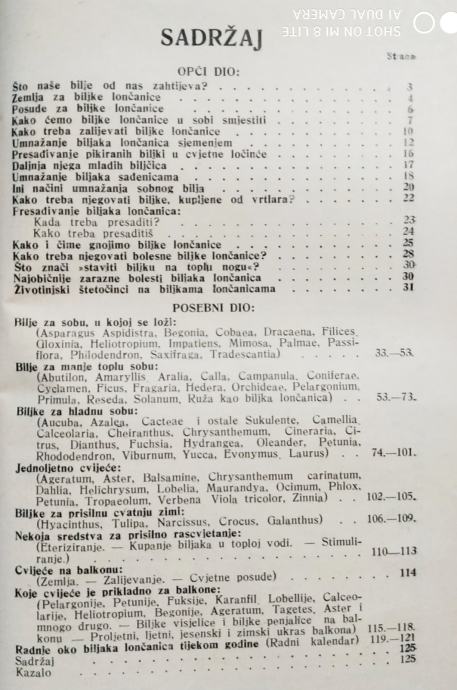 SHOT ON MI 8 LITE
AI DUAL CAMERA
SADRŽAJ
Strana
OPĆI DIO:
Što naše bilje od nas zahtijeva? . . . . . . . . 3
Zemlja za biljke lončanice . . . . . . . . . 4
Posude za biljke lončanice . . . . . . . . . 6
Kako ćemo biljke lončanice u sobi smjestiti . . . . . 7
Kako treba zalijevati biljke lončanice . . . . . . . 10
Umnažanje biljaka lončanica sjemenjem . . . . . . 12
Presađivanje pikiranih biljki u cvjetne ločiće . . . . . 16
Daljnja njega mladih biljčica . . . . . . . . . 17
Umnažanje biljaka sadenicama . . . . . . . . 18
Ini načini umnažanja sobnog bilja . . . . . . . 20
Kako treba njegovati biljke, kupljene od vrtlara? . . . . 22
Presađivanje biljaka lončanica:
Kada treba presaditi? . . . . . . . . . 23
Kako treba presaditiš . . . . . . . . . 24
Kako i čime gnojimo biljke lončanice . . . . . . . 25
Kako treba njegovati bolesne biljke lončanice? . . . . 28
Što znači »staviti biljku na toplu nogu«? . . . . . . 30
Najobičnije zarazne bolesti biljaka lončanica . . . . . 30
Životinjski štetočinci na biljkama lončanicama . . . . 31
POSEBNI DIO:
Bilje za sobu, u kojoj se loži:
(Asparagus Aspidistra, Begonia, Cobaea, Dracaena, Filices,
Gloxinia, Heliotropium, Impatiens, Mimosa, Palmae, Passi-
flora, Philodendron, Saxifraga, Tradescantia) . . . . . 33.—53.
Bilje za manje toplu sobu:
(Abutilon, Amaryllis Aralia, Calla, Campanula, Coniferae,
Cyclamen, Ficus, Fragaria, Hedera, Orchideae, Pelargonium,
Primula, Reseda, Solanum, Ruža kao biljka lončanica) . . 53.—73.
Biljke za hladnu sobu:
(Aucuba, Azalea, Cacteae i ostale Sukulente, Camellia,
Calceolaria, Cheiranthus, Chrysanthemum, Cineraria, Ci-
trus, Dianthus, Fuchsia, Hydrangea, Oleander, Petunia,
Rhododendron, Viburnum, Yucca, Evonymus, Laurus) . . 74.—101.
Jednoljetno cvijeće:
(Ageratum, Aster, Balsamine, Chrysanthemum carinatum,
Dahlia, Helichrysum, Lobelia, Maurandya, Ocimum, Phlox,
Petunia, Tropaeolum, Verbena Viola tricolor, Zinnia) . . 102.—105.
Biljke za prisilnu cvatnju zimi:
(Hyacinthus, Tulipa, Narcissus, Crocus, Galanthus) . . 106.—109.
Nekoja sredstva za prisilno rascvjetanje:
(Eteriziranje. — Kupanje biljaka u toploj vodi. — Stimuli-
ranje.) . . . . . . . . . . . . 110—113
Cvijeće na balkonu:
(Zemlja. — Zalijevanje. — Cvjetne posude) . . . . . 114
Koje cvijeće je prikladno za balkone:
(Pelargonije, Petunije, Fuksije, Karanfil, Lobellije, Calceo-
larije, Heliotropium, Begonije, Ageratum, Tagetes, Aster i
mnogo drugo. — Biljke visjelice i biljke penjalice na bal-
konu — Proljetni, ljetni, jesenski i zimski ukras balkona) 115.—118.
Radnje oko biljaka lončanica tijekom godine (Radni kalendar) 119.—121
Sadržaj . . . . . . . . . . . . 125
Kazalo . . . . . . . . . . . . 125